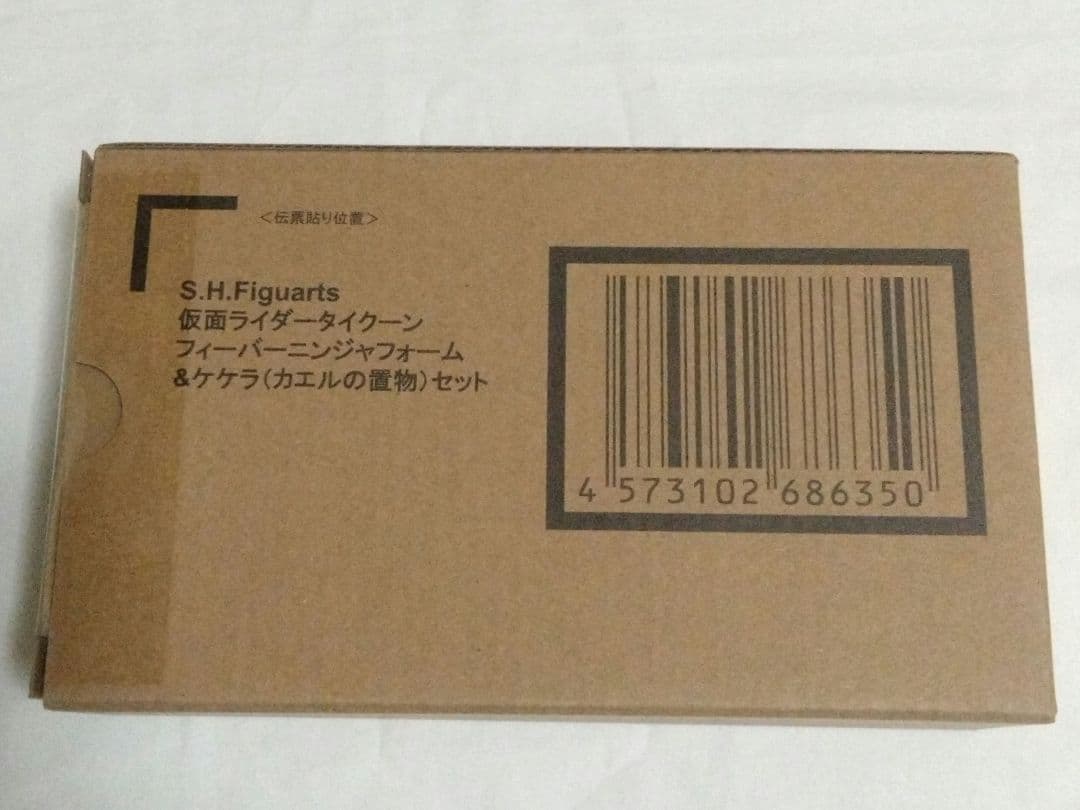 ＜伝票貼り位置＞
S.H.Figuarts
仮面ライダータイクーン
フィーバーニンジャフォーム
&ケケラ（カエルの置物）セット
4 573102 686350